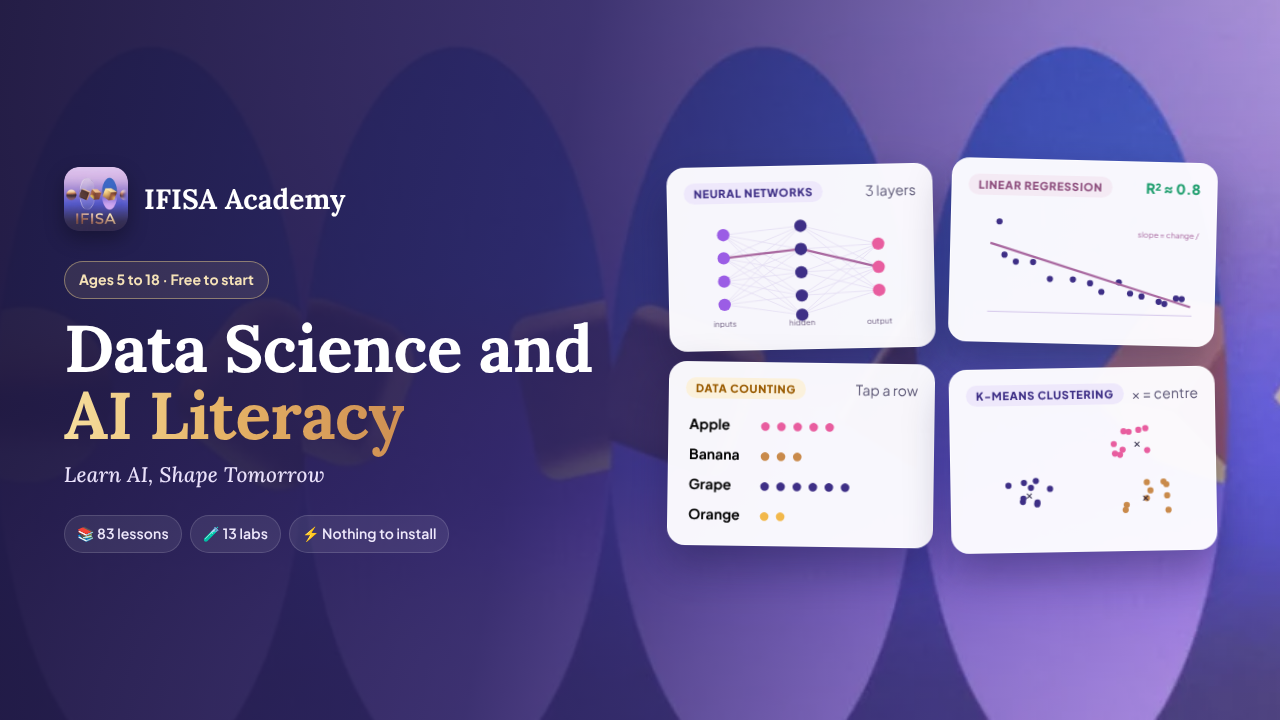 IFISA
IFISA Academy
Ages 5 to 18 · Free to start
Data Science and
AI Literacy
Learn AI, Shape Tomorrow
📚 83 lessons
🧪 13 labs
⚡ Nothing to install
NEURAL NETWORKS
3 layers
inputs
hidden
output
LINEAR REGRESSION
R² ≈ 0.8
slope = change /
DATA COUNTING
Tap a row
Apple
Banana
Grape
Orange
K-MEANS CLUSTERING
× = centre